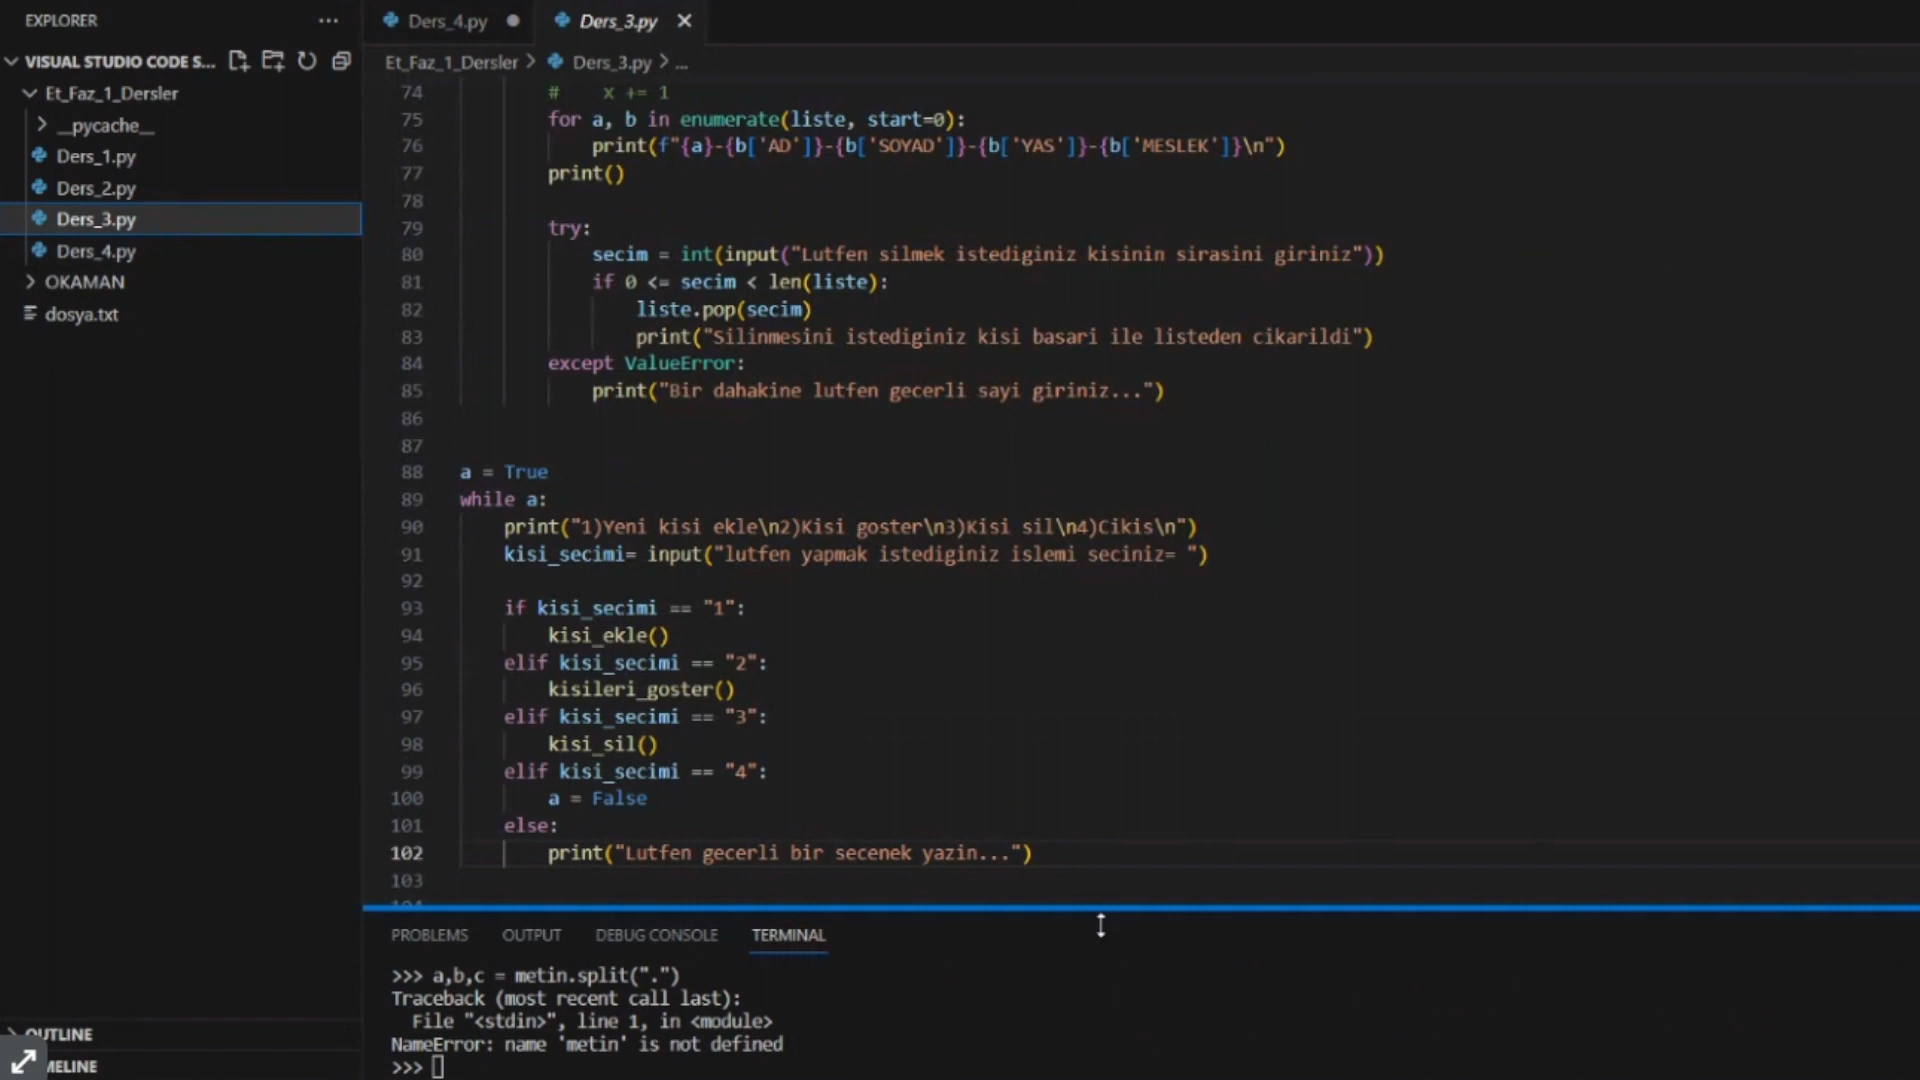 EXPLORER
VISUAL STUDIO CODE S...
Et_Faz_1_Dersler
__pycache__
Ders_1.py
Ders_2.py
Ders_3.py
Ders_4.py
OKAMAN
dosya.txt
OUTLINE
MELINE
Ders_4.py
Ders_3.py
Et_Faz_1_Dersler > Ders_3.py > ...
74 #    x += 1
75 for a, b in enumerate(liste, start=0):
76 print(f"{a}-{b['AD']}-{b['SOYAD']}-{b['YAS']}-{b['MESLEK']}\n")
77 print()
78
79 try:
80 secim = int(input("Lutfen silmek istediginiz kisinin sirasini giriniz"))
81 if 0 <= secim < len(liste):
82 liste.pop(secim)
83 print("Silinmesini istediginiz kisi basari ile listeden cikarildi")
84 except ValueError:
85 print("Bir dahakine lutfen gecerli sayi giriniz...")
86
87
88 a = True
89 while a:
90 print("1)Yeni kisi ekle\n2)Kisi goster\n3)Kisi sil\n4)Cikis\n")
91 kisi_secimi= input("lutfen yapmak istediginiz islemi seciniz= ")
92
93 if kisi_secimi == "1":
94 kisi_ekle()
95 elif kisi_secimi == "2":
96 kisileri_goster()
97 elif kisi_secimi == "3":
98 kisi_sil()
99 elif kisi_secimi == "4":
100 a = False
101 else:
102 print("Lutfen gecerli bir secenek yazin...")
103
PROBLEMS OUTPUT DEBUG CONSOLE TERMINAL
>>> a,b,c = metin.split(".")
Traceback (most recent call last):
File "<stdin>", line 1, in <module>
NameError: name 'metin' is not defined
>>>